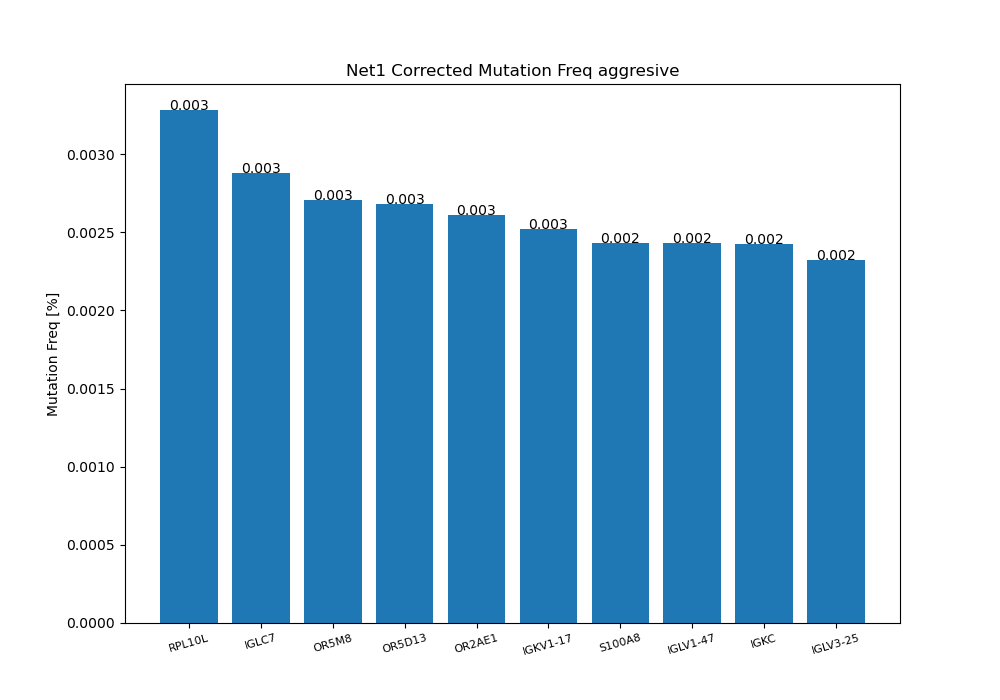 Net1 Corrected Mutation Freq aggresive
Mutation Freq [%]
0.0030
0.0025
0.0020
0.0015
0.0010
0.0005
0.0000
0.003
0.003
0.003
0.003
0.003
0.003
0.002
0.002
0.002
0.002
RPL10L
IGLC7
OR5M8
OR5D13
OR2AE1
IGKV1-17
S100A8
IGLV1-47
IGKC
IGLV3-25